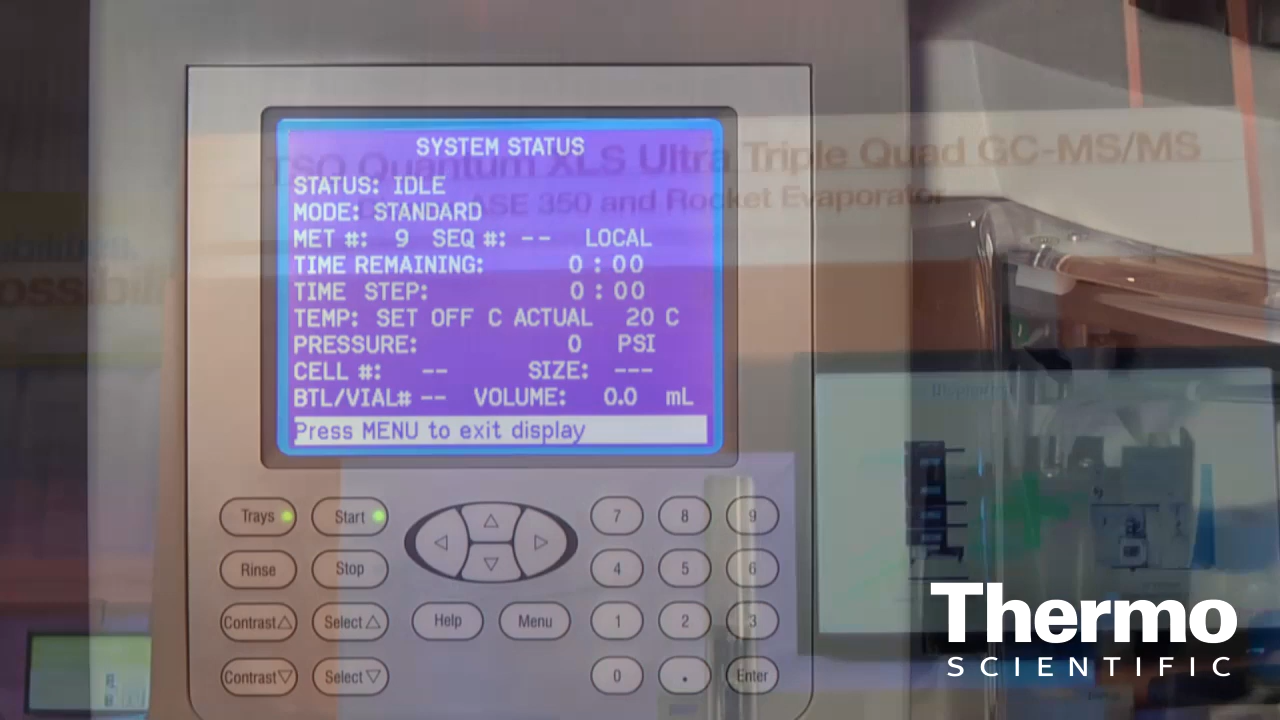 SYSTEM STATUS
STATUS: IDLE
MODE: STANDARD
MET #: 9 SEQ #: -- LOCAL
TIME REMAINING: 0:00
TIME STEP: 0:00
TEMP: SET OFF C ACTUAL 20 C
PRESSURE: 0 PSI
CELL #: -- SIZE: ---
BTL/VIAL# -- VOLUME: 0.0 mL
Press MENU to exit display
TSQ Quantum XLS Ultra Triple Quad GC-MS/MS
ASE 350 and Rocket Evaporator
Trays Start 7 8 9
Rinse Stop 4 5 6
Contrast△ Select△ Help Menu 1 2 3
Contrast▽ Select▽ 0 . Enter
Thermo
SCIENTIFIC